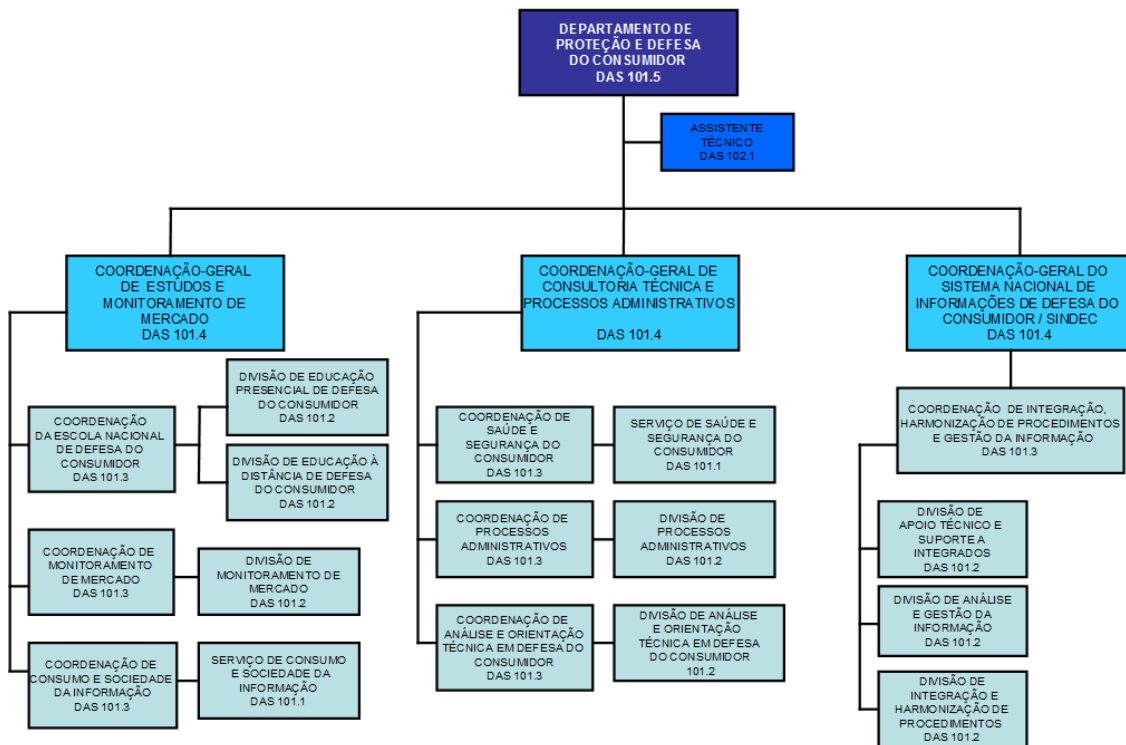 DEPARTAMENTO DE
PROTEÇÃO E DEFESA
DO CONSUMIDOR
DAS 101.5
ASSISTENTE
TÉCNICO
DAS 102.1
COORDENAÇÃO-GERAL
DE ESTUDOS E
MONITORAMENTO DE
MERCADO
DAS 101.4
COORDENAÇÃO
DA ESCOLA NACIONAL
DE DEFESA DO
CONSUMIDOR
DAS 101.3
DIVISÃO DE EDUCAÇÃO
PRESENCIAL DE DEFESA
DO CONSUMIDOR
DAS 101.2
DIVISÃO DE EDUCAÇÃO À
DISTÂNCIA DE DEFESA
DO CONSUMIDOR
DAS 101.2
COORDENAÇÃO DE
MONITORAMENTO
DE MERCADO
DAS 101.3
DIVISÃO DE
MONITORAMENTO DE
MERCADO
DAS 101.2
COORDENAÇÃO DE
CONSUMO E SOCIEDADE
DA INFORMAÇÃO
DAS 101.3
SERVIÇO DE CONSUMO
E SOCIEDADE DA
INFORMAÇÃO
DAS 101.1
COORDENAÇÃO-GERAL DE
CONSULTORIA TÉCNICA E
PROCESSOS ADMINISTRATIVOS
DAS 101.4
COORDENAÇÃO DE
SAÚDE E
SEGURANÇA DO
CONSUMIDOR
DAS 101.3
SERVIÇO DE SAÚDE E
SEGURANÇA DO
CONSUMIDOR
DAS 101.1
COORDENAÇÃO DE
PROCESSOS
ADMINISTRATIVOS
DAS 101.3
DIVISÃO DE
PROCESSOS
ADMINISTRATIVOS
DAS 101.2
COORDENAÇÃO DE
ANÁLISE E ORIENTAÇÃO
TÉCNICA EM DEFESA DO
CONSUMIDOR
DAS 101.3
DIVISÃO DE ANÁLISE
E ORIENTAÇÃO
TÉCNICA EM DEFESA
DO CONSUMIDOR
101.2
COORDENAÇÃO-GERAL DO
SISTEMA NACIONAL DE
INFORMAÇÕES DE DEFESA DO
CONSUMIDOR / SINDEC
DAS 101.4
COORDENAÇÃO DE INTEGRAÇÃO,
HARMONIZAÇÃO DE PROCEDIMENTOS
E GESTÃO DA INFORMAÇÃO
DAS 101.3
DIVISÃO DE
APOIO TÉCNICO E
SUPORTE A
INTEGRADOS
DAS 101.2
DIVISÃO DE ANÁLISE
E GESTÃO DA
INFORMAÇÃO
DAS 101.2
DIVISÃO DE
INTEGRAÇÃO E
HARMONIZAÇÃO DE
PROCEDIMENTOS
DAS 101.2